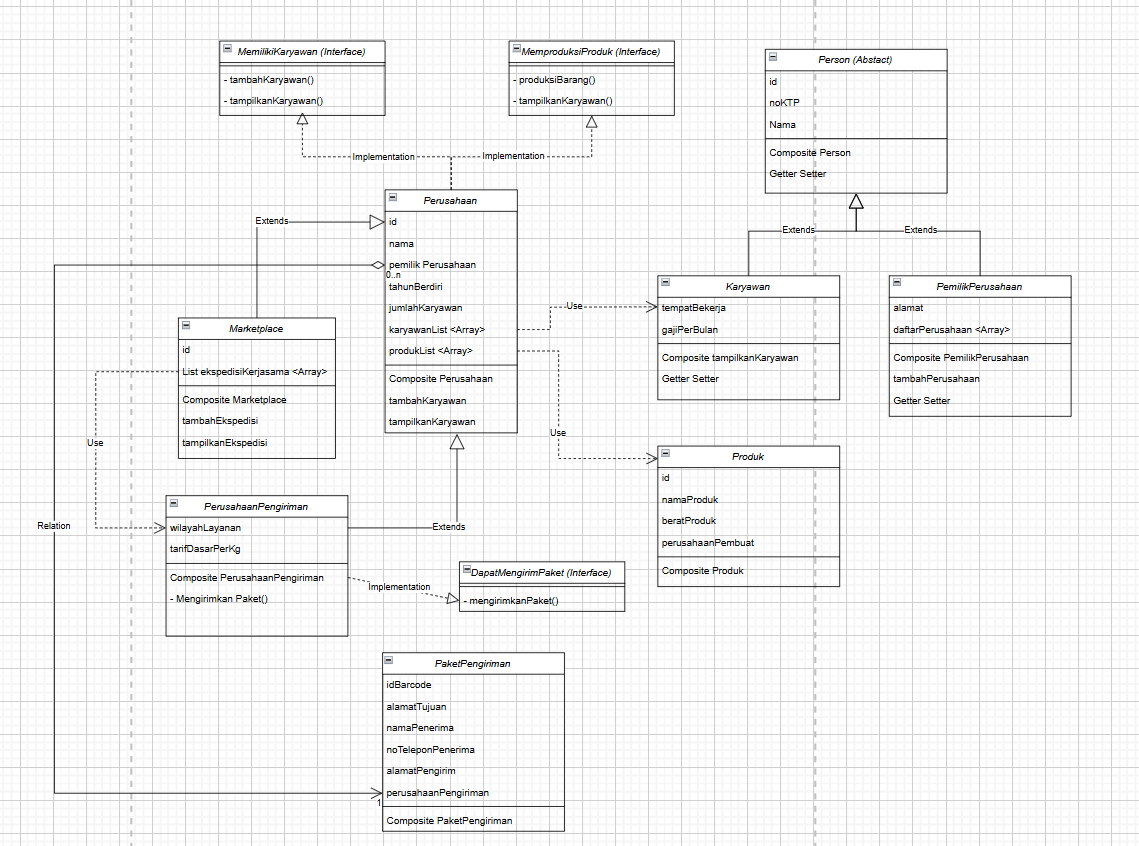 MemilikiKaryawan (Interface)
- tambahKaryawan()
- tampilkanKaryawan()
MemproduksiProduk (Interface)
- produksiBarang()
- tampilkanKaryawan()
Person (Abstact)
id
noKTP
Nama
Composite Person
Getter Setter
Implementation
Implementation
Perusahaan
id
nama
pemilik Perusahaan
0..n
tahunBerdiri
jumlahKaryawan
karyawanList <Array>
produkList <Array>
Composite Perusahaan
tambahKaryawan
tampilkanKaryawan
Extends
Extends
Extends
Use
Karyawan
tempatBekerja
gajiPerBulan
Composite tampilkanKaryawan
Getter Setter
PemilikPerusahaan
alamat
daftarPerusahaan <Array>
Composite PemilikPerusahaan
tambahPerusahaan
Getter Setter
Marketplace
id
List ekspedisiKerjasama <Array>
Composite Marketplace
tambahEkspedisi
tampilkanEkspedisi
Use
Use
Produk
id
namaProduk
beratProduk
perusahaanPembuat
Composite Produk
PerusahaanPengiriman
wilayahLayanan
tarifDasarPerKg
Composite PerusahaanPengiriman
- Mengirimkan Paket()
Relation
Extends
Implementation
DapatMengirimPaket (Interface)
- mengirimkanPaket()
PaketPengiriman
idBarcode
alamatTujuan
namaPenerima
noTeleponPenerima
alamatPengirim
perusahaanPengiriman
1
Composite PaketPengiriman